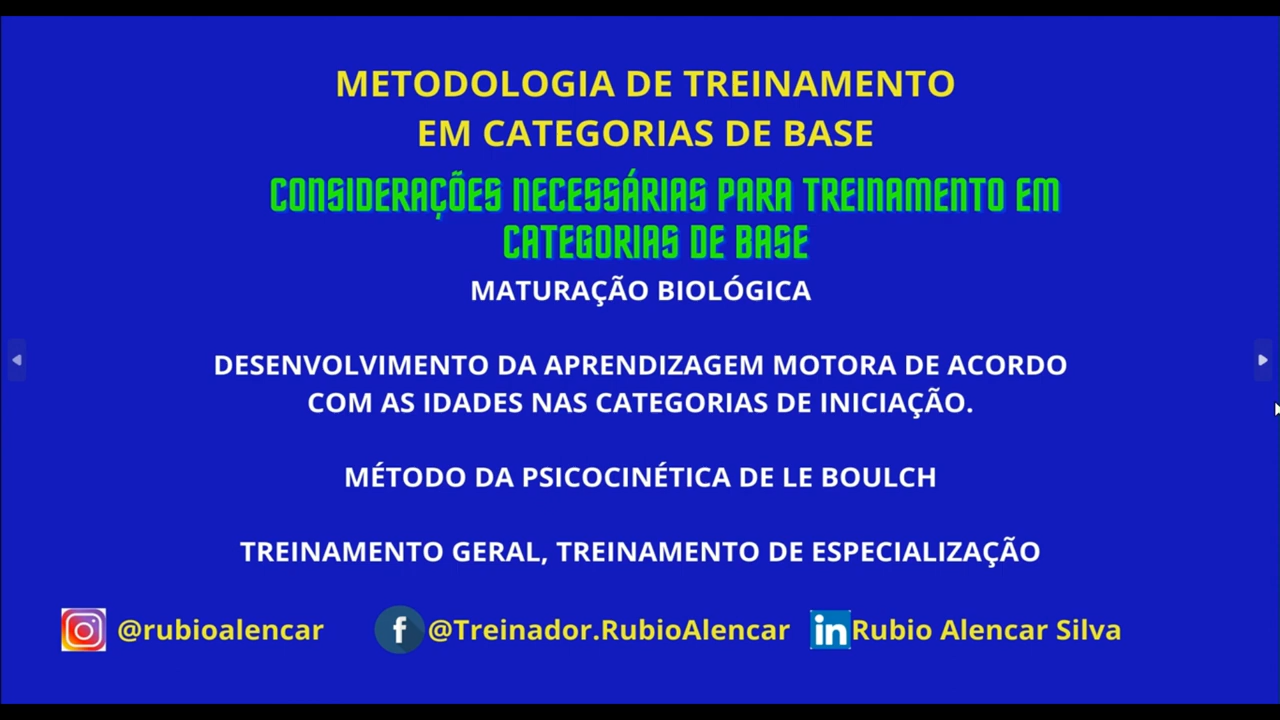 METODOLOGIA DE TREINAMENTO
EM CATEGORIAS DE BASE
CONSIDERAÇÕES NECESSÁRIAS PARA TREINAMENTO EM
CATEGORIAS DE BASE
MATURAÇÃO BIOLÓGICA
DESENVOLVIMENTO DA APRENDIZAGEM MOTORA DE ACORDO
COM AS IDADES NAS CATEGORIAS DE INICIAÇÃO.
MÉTODO DA PSICOCINÉTICA DE LE BOULCH
TREINAMENTO GERAL, TREINAMENTO DE ESPECIALIZAÇÃO
@rubioalencar @Treinador.RubioAlencar Rubio Alencar Silva